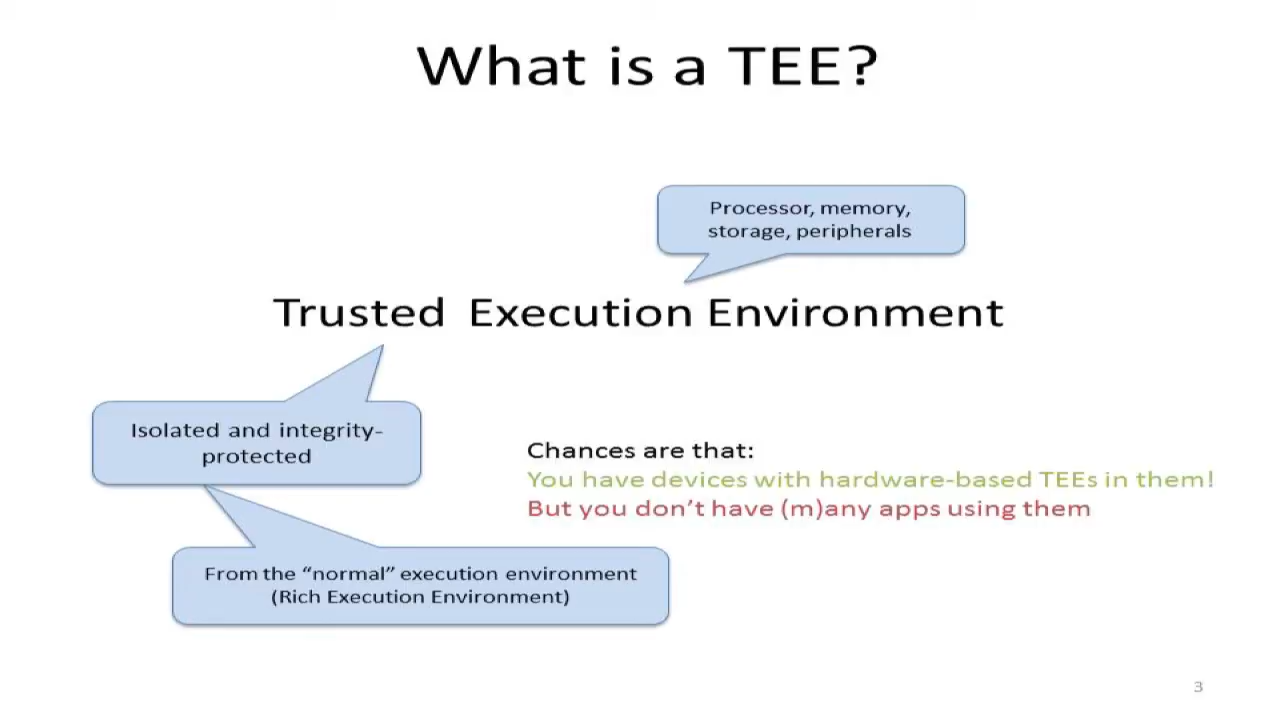 What is a TEE?
Processor, memory,
storage, peripherals
Trusted Execution Environment
Isolated and integrity-
protected
Chances are that:
You have devices with hardware-based TEEs in them!
But you don’t have (m)any apps using them
From the “normal” execution environment
(Rich Execution Environment)
3